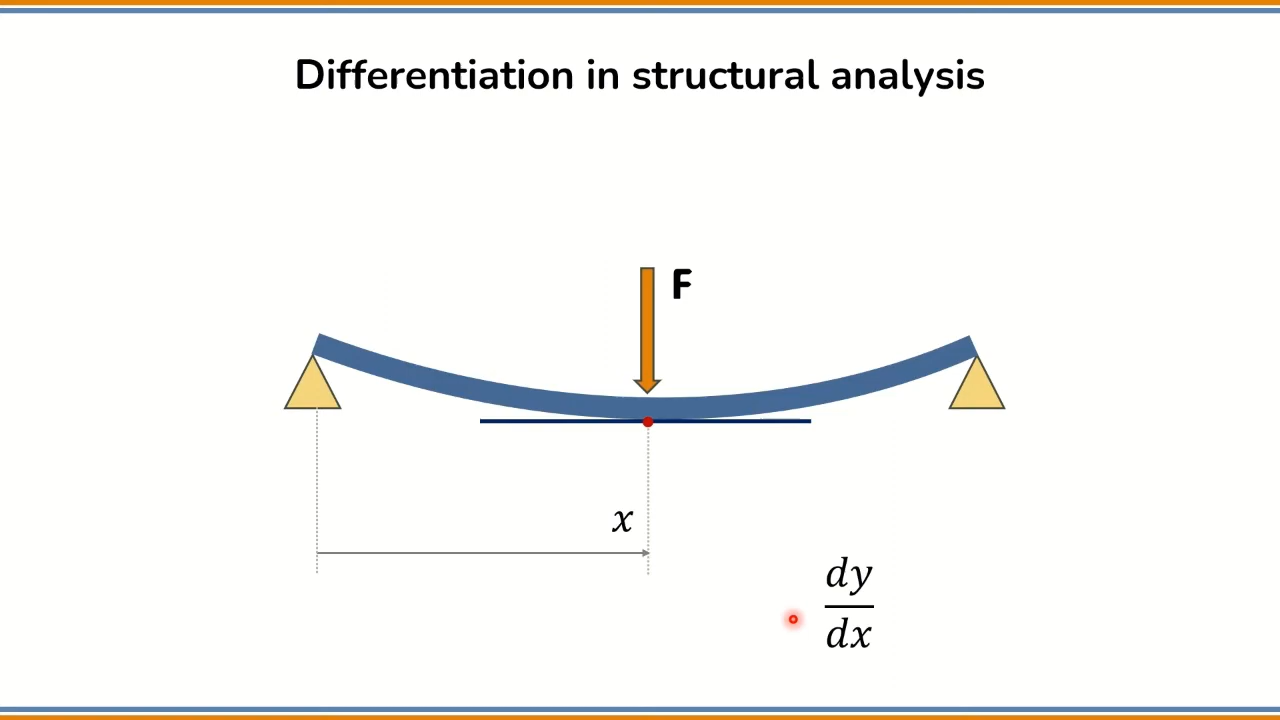 Differentiation in structural analysis
F
x
dy
dx